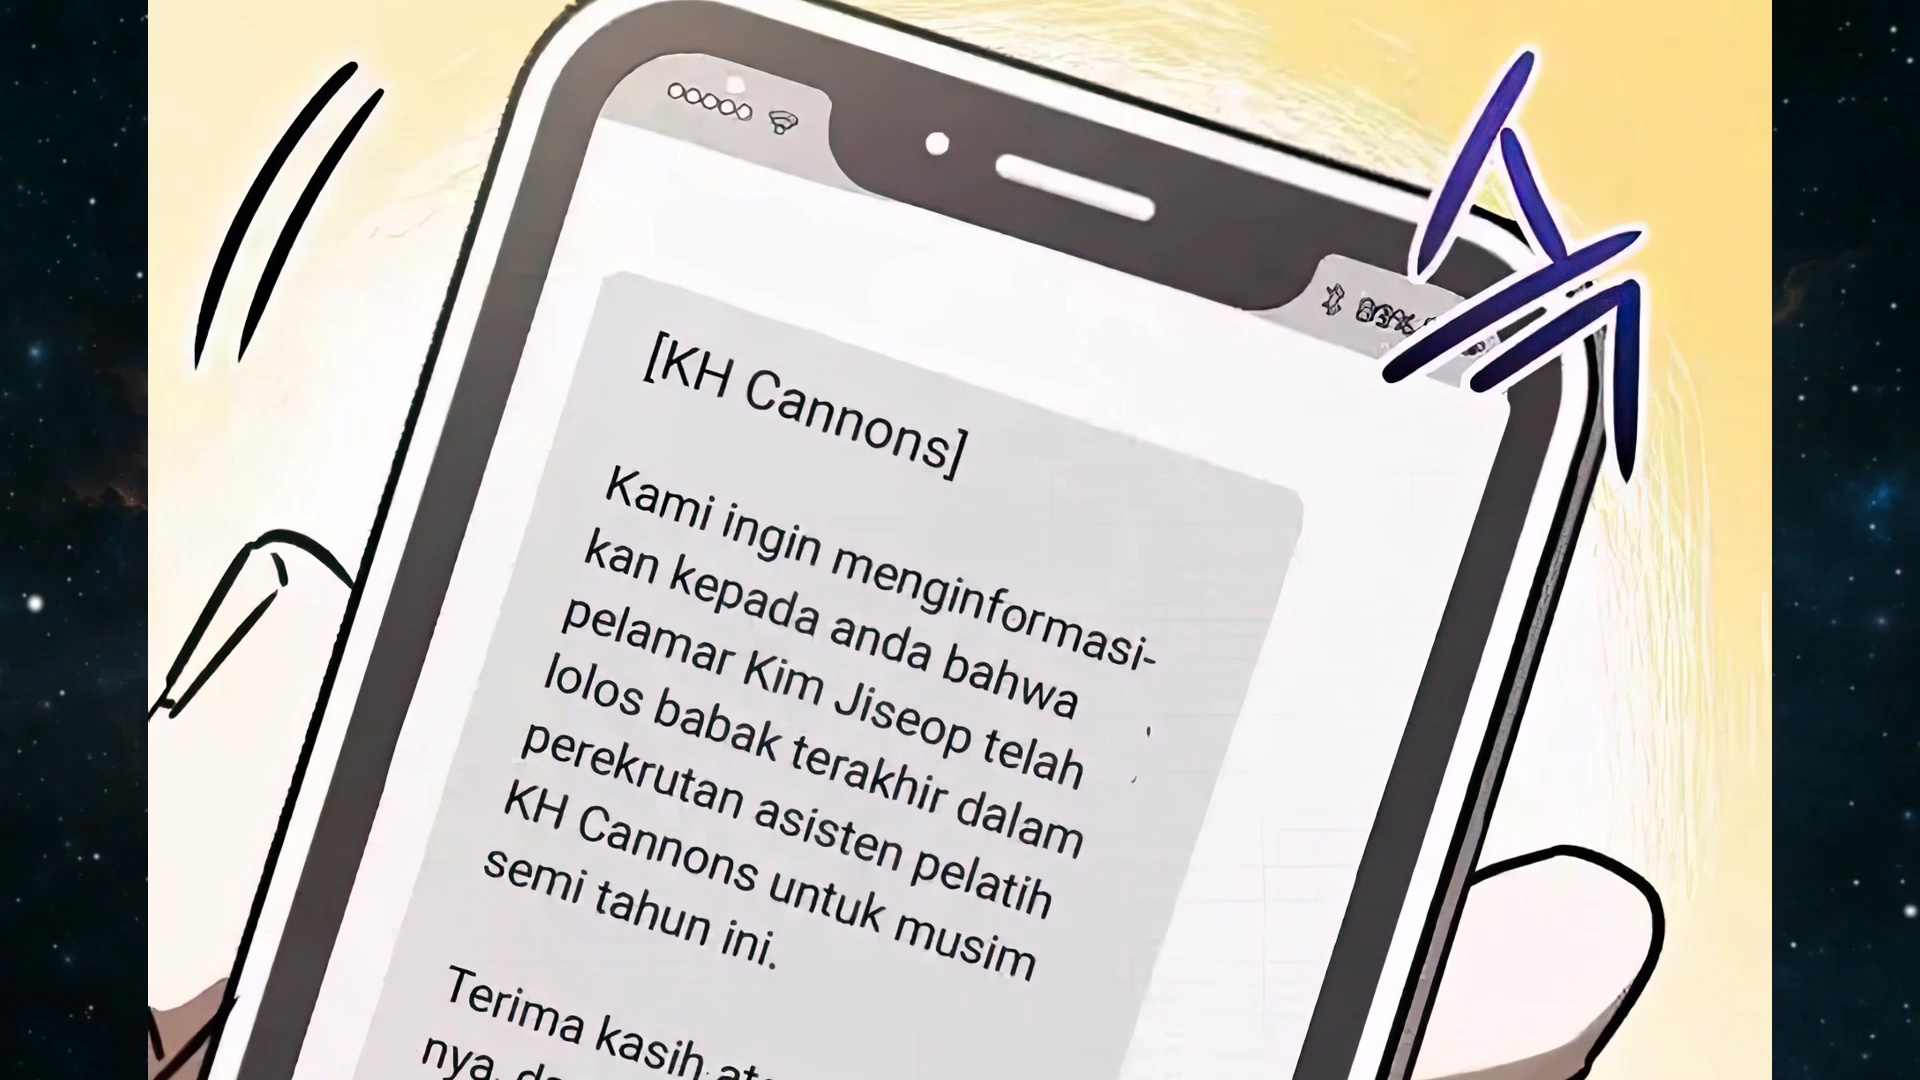 [KH Cannons]
Kami ingin menginformasi-
kan kepada anda bahwa
pelamar Kim Jiseop telah
lolos babak terakhir dalam
perekrutan asisten pelatih
KH Cannons untuk musim
semi tahun ini.
Terima kasih
nya,